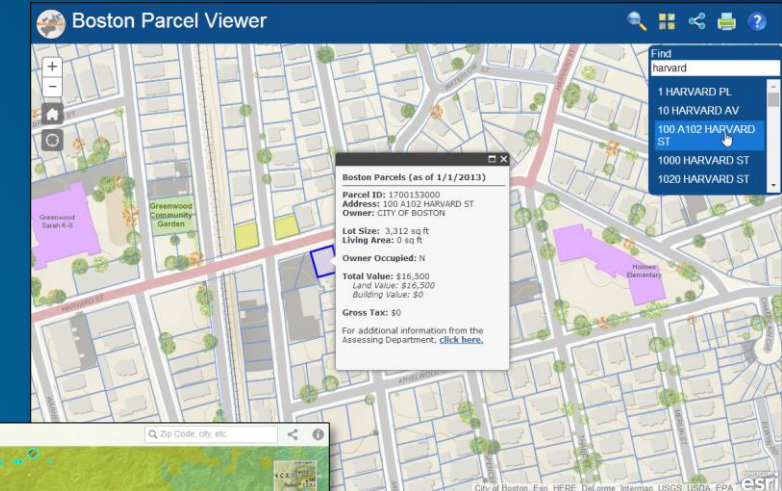 Boston Parcel Viewer
Find
harvard
1 HARVARD PL
10 HARVARD AV
100 A102 HARVARD
ST
1000 HARVARD ST
1020 HARVARD ST
Boston Parcels (as of 1/1/2013)
Parcel ID: 1700153000
Address: 100 A102 HARVARD ST
Owner: CITY OF BOSTON
Lot Size: 3,312 sq ft
Living Area: 0 sq ft
Owner Occupied: N
Total Value: $16,500
Land Value: $16,500
Building Value: $0
Gross Tax: $0
For additional information from the
Assessing Department, click here.
Greenwood
Sarah K-8
Greenwood
Community
Garden
HARVARD ST
Holmes
Elementary
ATHELWOLD
City of Boston, Esri, HERE, DeLorme, Intermap, USGS, USDA, EPA
esri
Zip Code, city, etc.